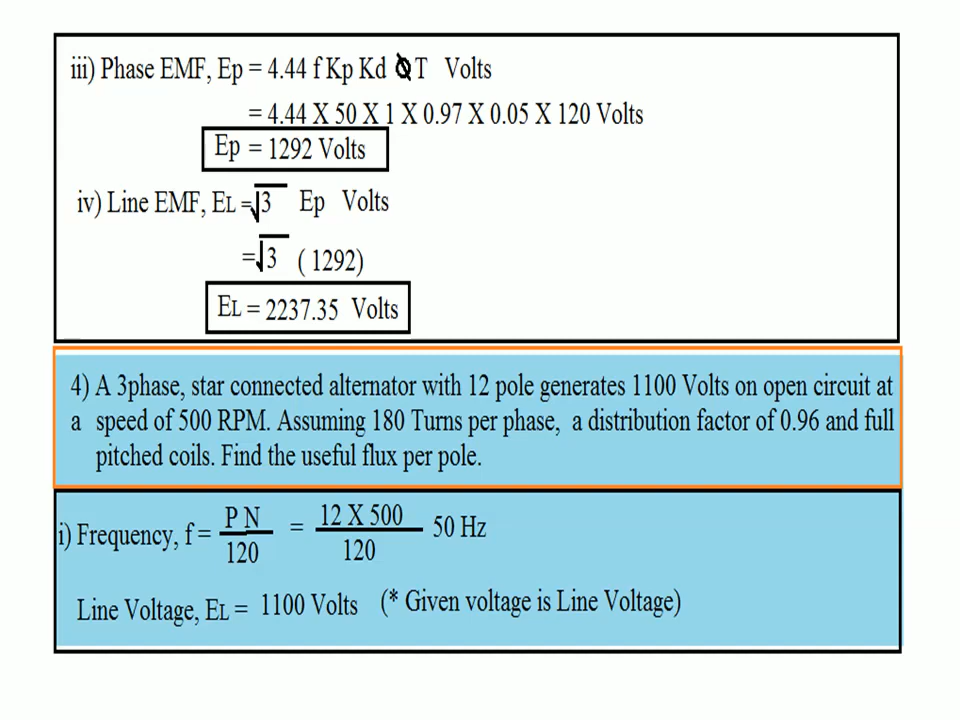 iii) Phase EMF, Ep = 4.44 f Kp Kd Φ T Volts
= 4.44 X 50 X 1 X 0.97 X 0.05 X 120 Volts
Ep = 1292 Volts
iv) Line EMF, EL = √3 Ep Volts
= √3 ( 1292)
EL = 2237.35 Volts
4) A 3phase, star connected alternator with 12 pole generates 1100 Volts on open circuit at
a speed of 500 RPM. Assuming 180 Turns per phase, a distribution factor of 0.96 and full
pitched coils. Find the useful flux per pole.
i) Frequency, f = P N / 120 = 12 X 500 / 120 50 Hz
Line Voltage, EL = 1100 Volts (* Given voltage is Line Voltage)